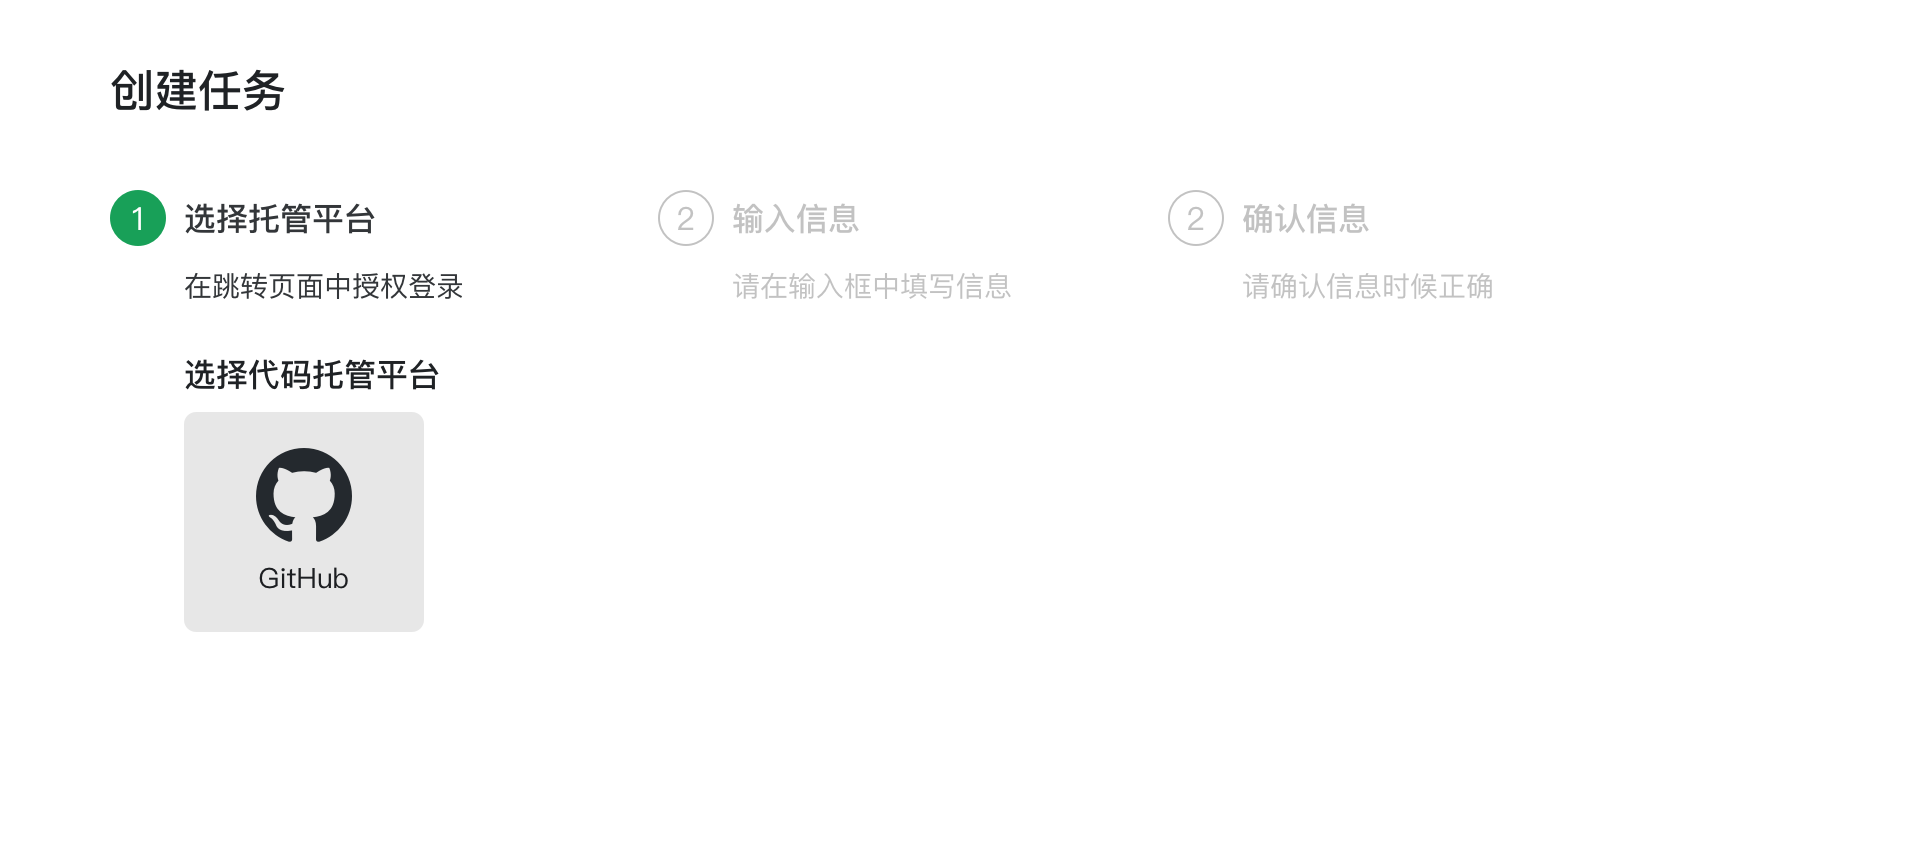 创建任务
1 选择托管平台
在跳转页面中授权登录
2 输入信息
请在输入框中填写信息
2 确认信息
请确认信息时候正确
选择代码托管平台
GitHub